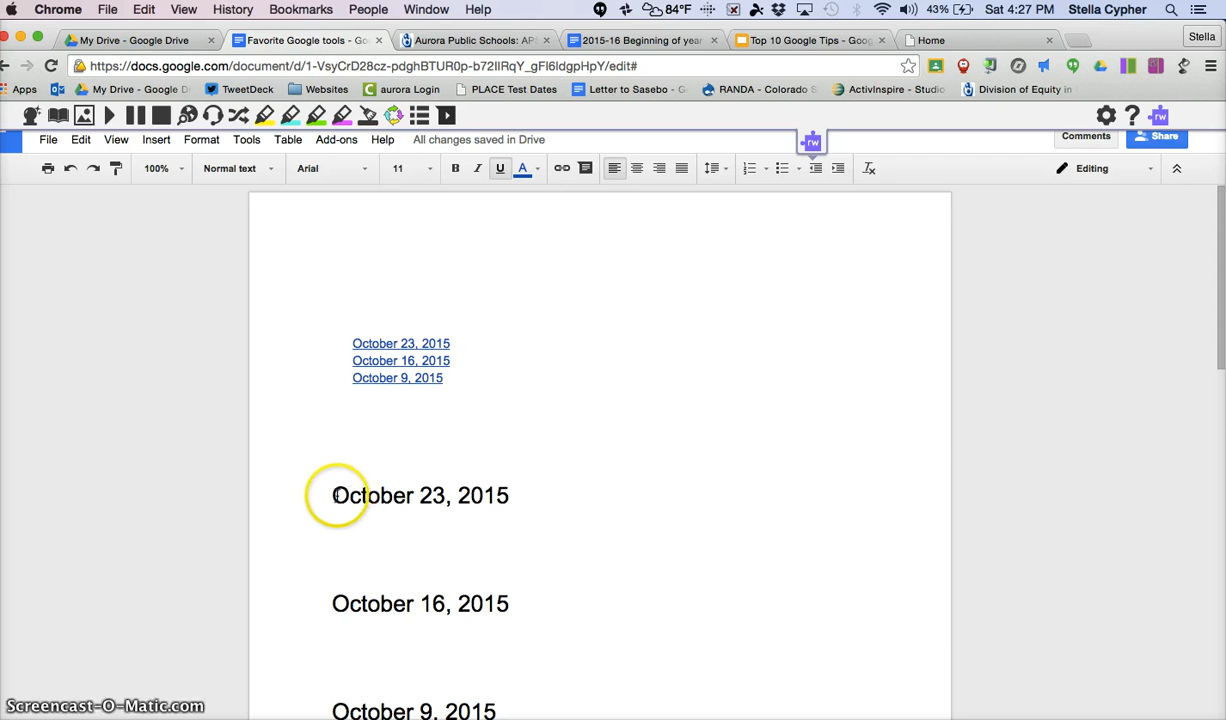 Chrome File Edit View History Bookmarks People Window Help 84°F 43% Sat 4:27 PM Stella Cypher
My Drive - Google Drive Favorite Google tools - Go Aurora Public Schools: AP 2015-16 Beginning of year Top 10 Google Tips - Goog Home Stella
https://docs.google.com/document/d/1-VsyCrD28cz-pdghBTUR0p-b72IIRqY_gFl6ldgpHpY/edit#
Apps My Drive - Google Dr TweetDeck Websites aurora Login PLACE Test Dates Letter to Sasebo - G RANDA - Colorado S ActivInspire - Studio Division of Equity in
File Edit View Insert Format Tools Table Add-ons Help All changes saved in Drive rw Comments Share
100% Normal text Arial 11 B I U A Editing
October 23, 2015
October 16, 2015
October 9, 2015
October 23, 2015
October 16, 2015
October 9, 2015
Screencast-O-Matic.com